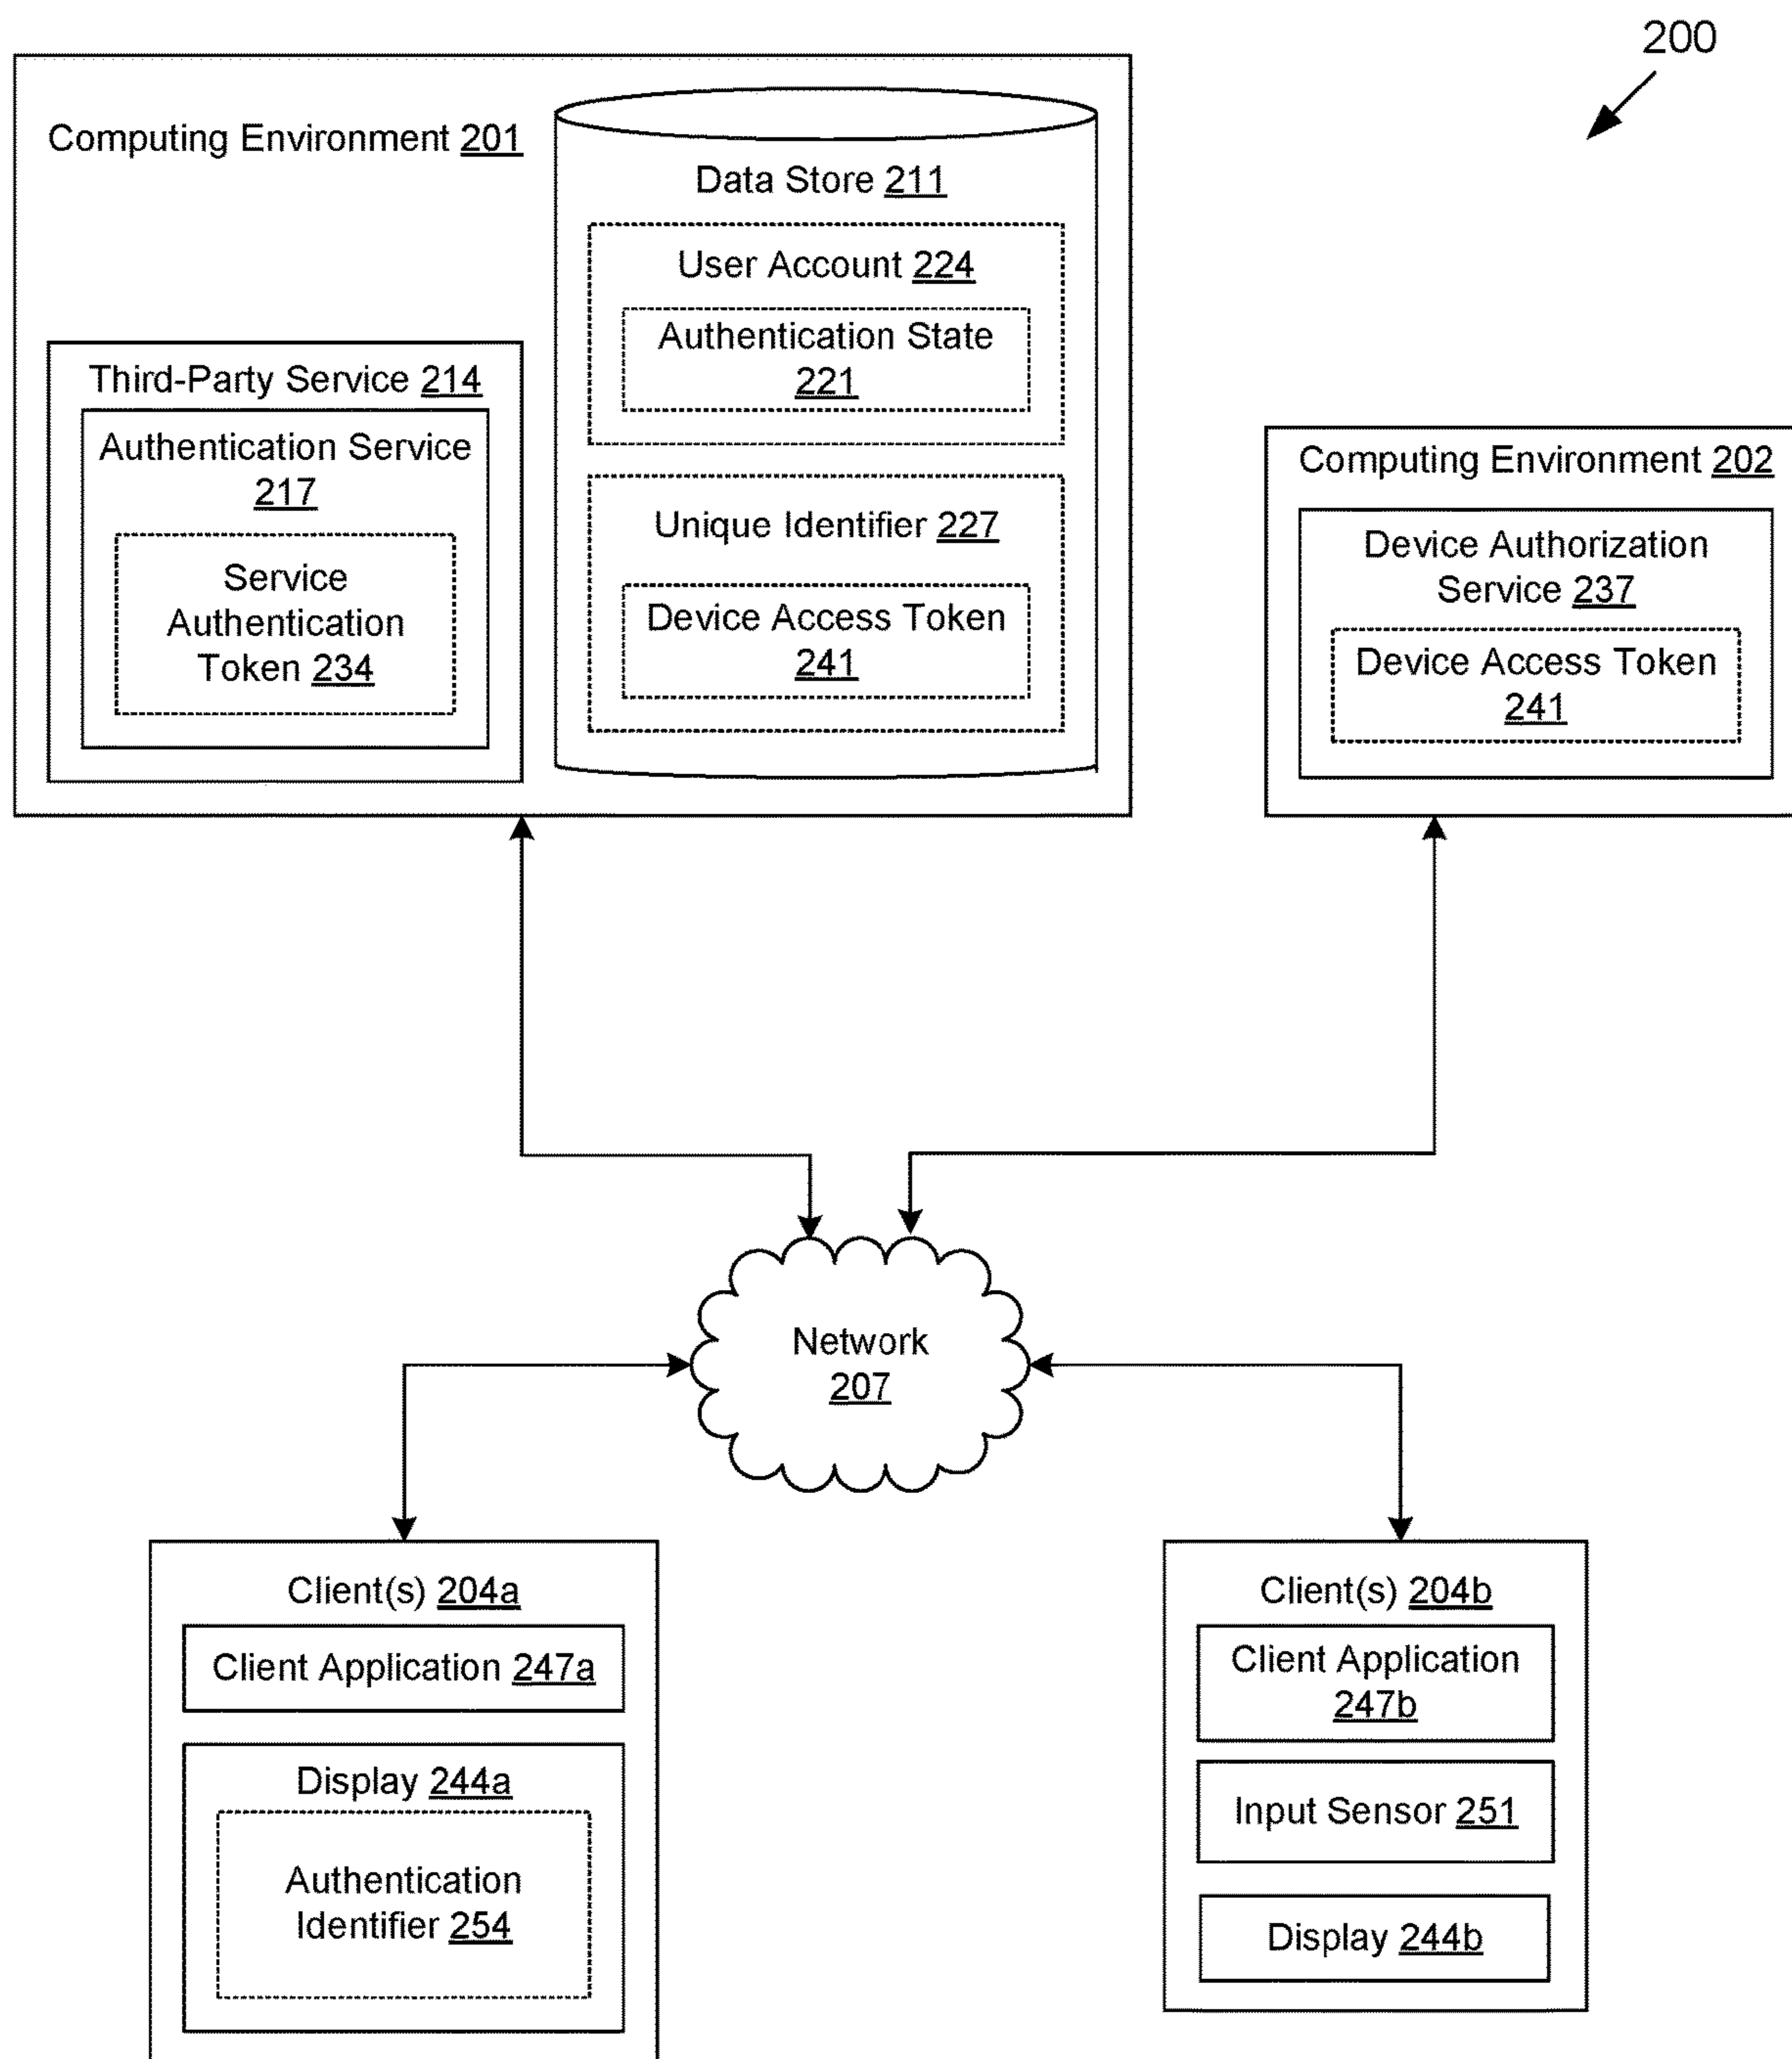 200
Computing Environment 201
Data Store 211
User Account 224
Authentication State
221
Third-Party Service 214
Authentication Service
217
Service
Authentication
Token 234
Unique Identifier 227
Device Access Token
241
Computing Environment 202
Device Authorization
Service 237
Device Access Token
241
Network
207
Client(s) 204a
Client Application 247a
Display 244a
Authentication
Identifier 254
Client(s) 204b
Client Application
247b
Input Sensor 251
Display 244b